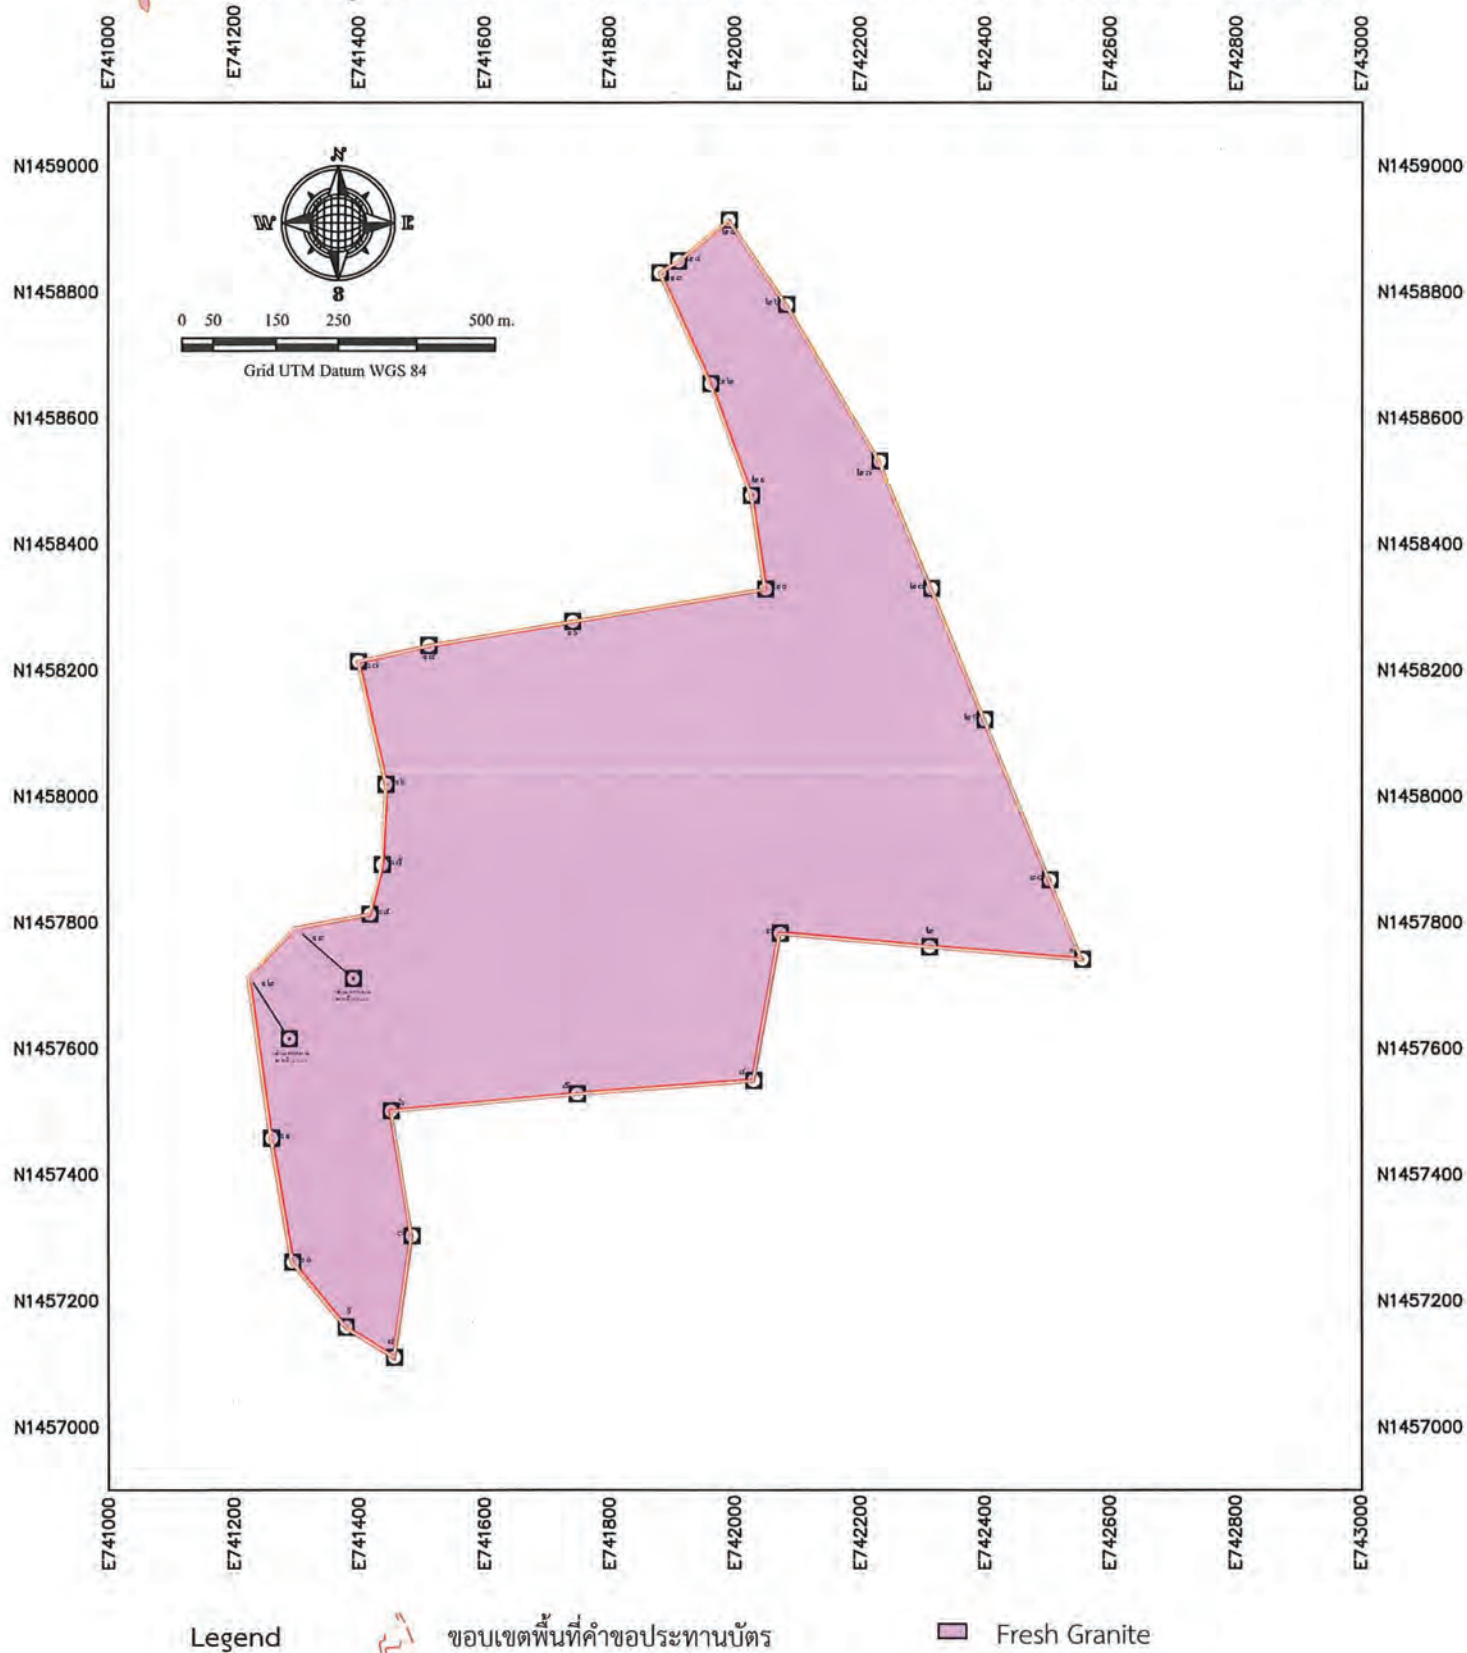 E741000 E741200 E741400 E741600 E741800 E742000 E742200 E742400 E742600 E742800 E743000
N1459000 N1459000
N
W E
N1458800 N1458800
8
0 50 150 250 500 m.
Grid UTM Datum WGS 84
N1458600 N1458600
N1458400 N1458400
N1458200 N1458200
N1458000 N1458000
N1457800 N1457800
N1457600 N1457600
N1457400 N1457400
N1457200 N1457200
N1457000 N1457000
E741000 E741200 E741400 E741600 E741800 E742000 E742200 E742400 E742600 E742800 E743000
Legend ขอบเขตพื้นที่คำขอประทานบัตร Fresh Granite